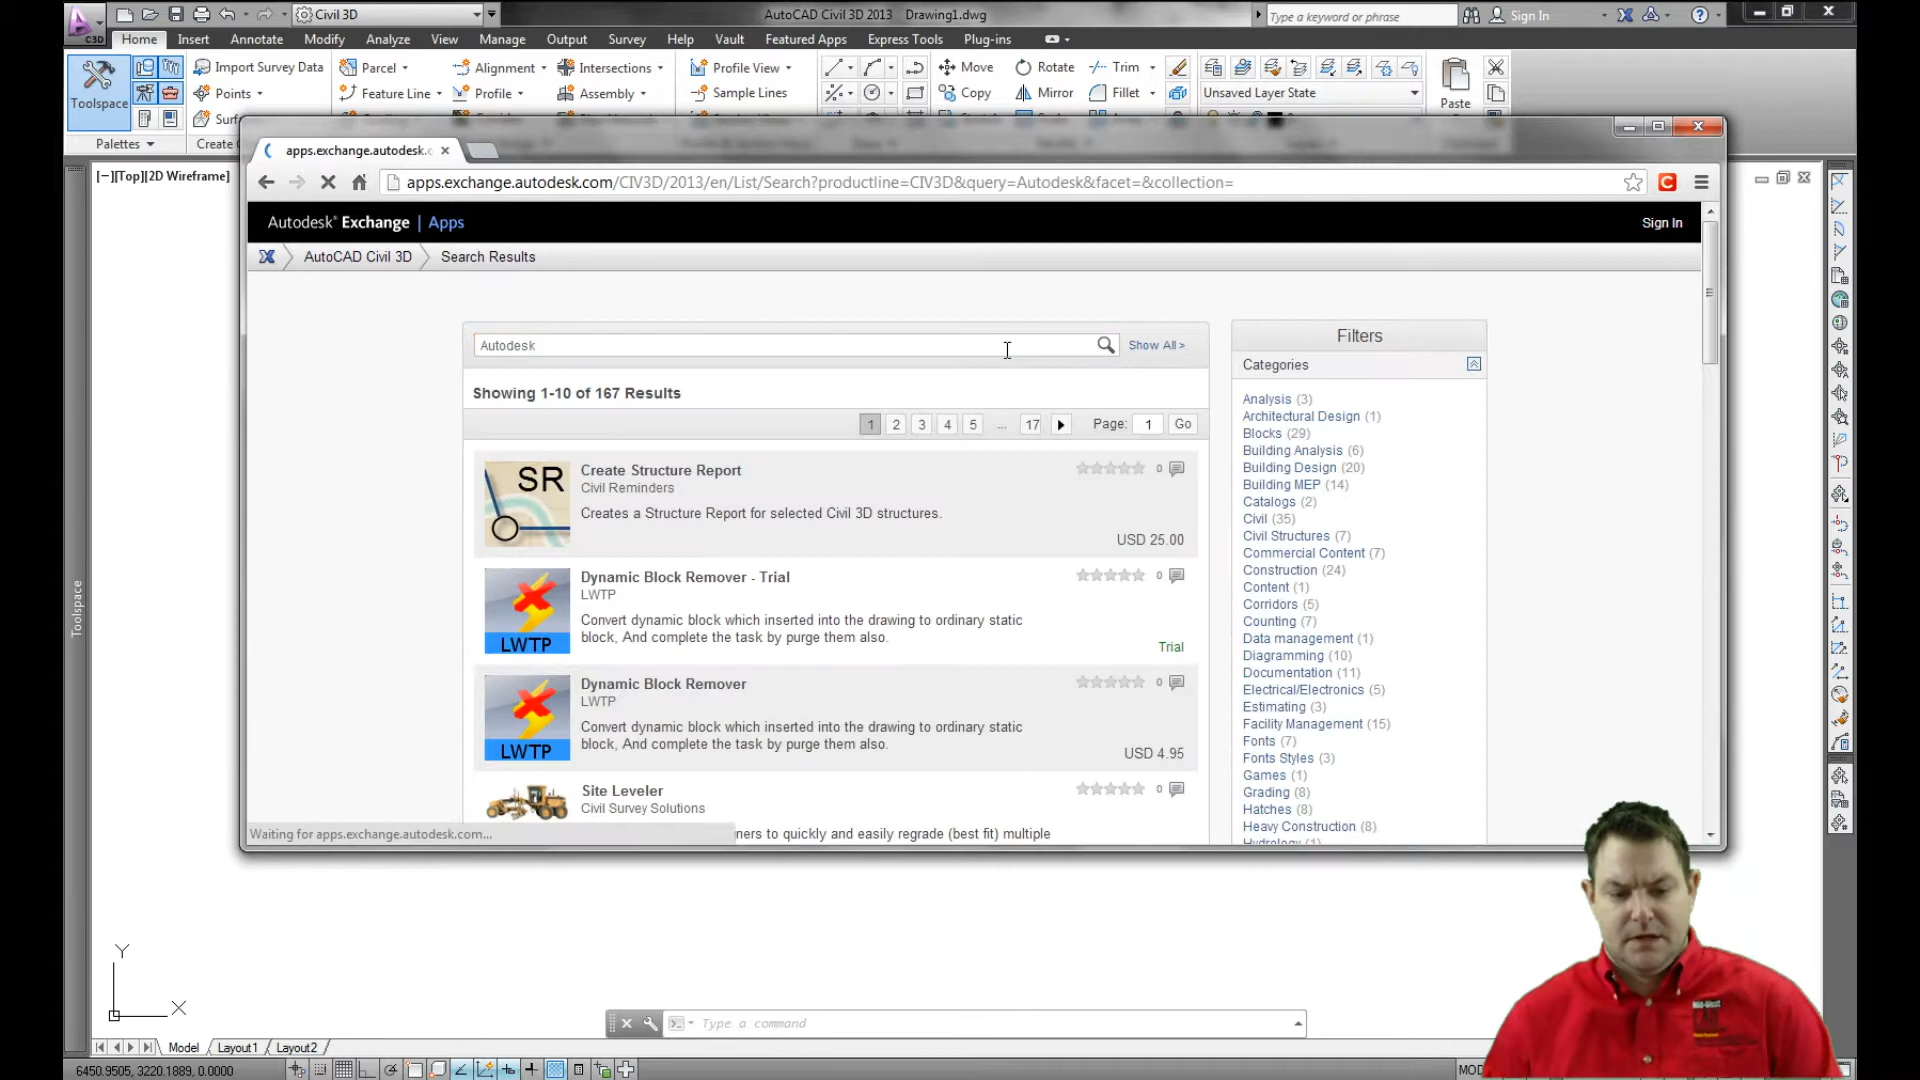 Civil 3D
AutoCAD Civil 3D 2013 Drawing1.dwg
Type a keyword or phrase
Sign In
C3D
Home Insert Annotate Modify Analyze View Manage Output Survey Help Vault Featured Apps Express Tools Plug-ins
Toolspace
Import Survey Data
Points
Parcel
Feature Line
Alignment
Profile
Intersections
Assembly
Profile View
Sample Lines
Move
Rotate
Trim
Copy
Mirror
Fillet
Unsaved Layer State
Paste
Palettes
[−][Top][2D Wireframe]
apps.exchange.autodesk.c
apps.exchange.autodesk.com/CIV3D/2013/en/List/Search?productline=CIV3D&query=Autodesk&facet=&collection=
Autodesk® Exchange | Apps
Sign In
AutoCAD Civil 3D
Search Results
Autodesk
Show All >
Showing 1-10 of 167 Results
1 2 3 4 5 ... 17
Page: 1 Go
SR
Create Structure Report
Civil Reminders
Creates a Structure Report for selected Civil 3D structures.
0
USD 25.00
LWTP
Dynamic Block Remover - Trial
LWTP
Convert dynamic block which inserted into the drawing to ordinary static
block, And complete the task by purge them also.
0
Trial
LWTP
Dynamic Block Remover
LWTP
Convert dynamic block which inserted into the drawing to ordinary static
block, And complete the task by purge them also.
0
USD 4.95
Site Leveler
Civil Survey Solutions
0
ners to quickly and easily regrade (best fit) multiple
Waiting for apps.exchange.autodesk.com...
Filters
Categories
Analysis (3)
Architectural Design (1)
Blocks (29)
Building Analysis (6)
Building Design (20)
Building MEP (14)
Catalogs (2)
Civil (35)
Civil Structures (7)
Commercial Content (7)
Construction (24)
Content (1)
Corridors (5)
Counting (7)
Data management (1)
Diagramming (10)
Documentation (11)
Electrical/Electronics (5)
Estimating (3)
Facility Management (15)
Fonts (7)
Fonts Styles (3)
Games (1)
Grading (8)
Hatches (8)
Heavy Construction (8)
Toolspace
Y
X
Type a command
Model Layout1 Layout2
6450.9505, 3220.1889, 0.0000